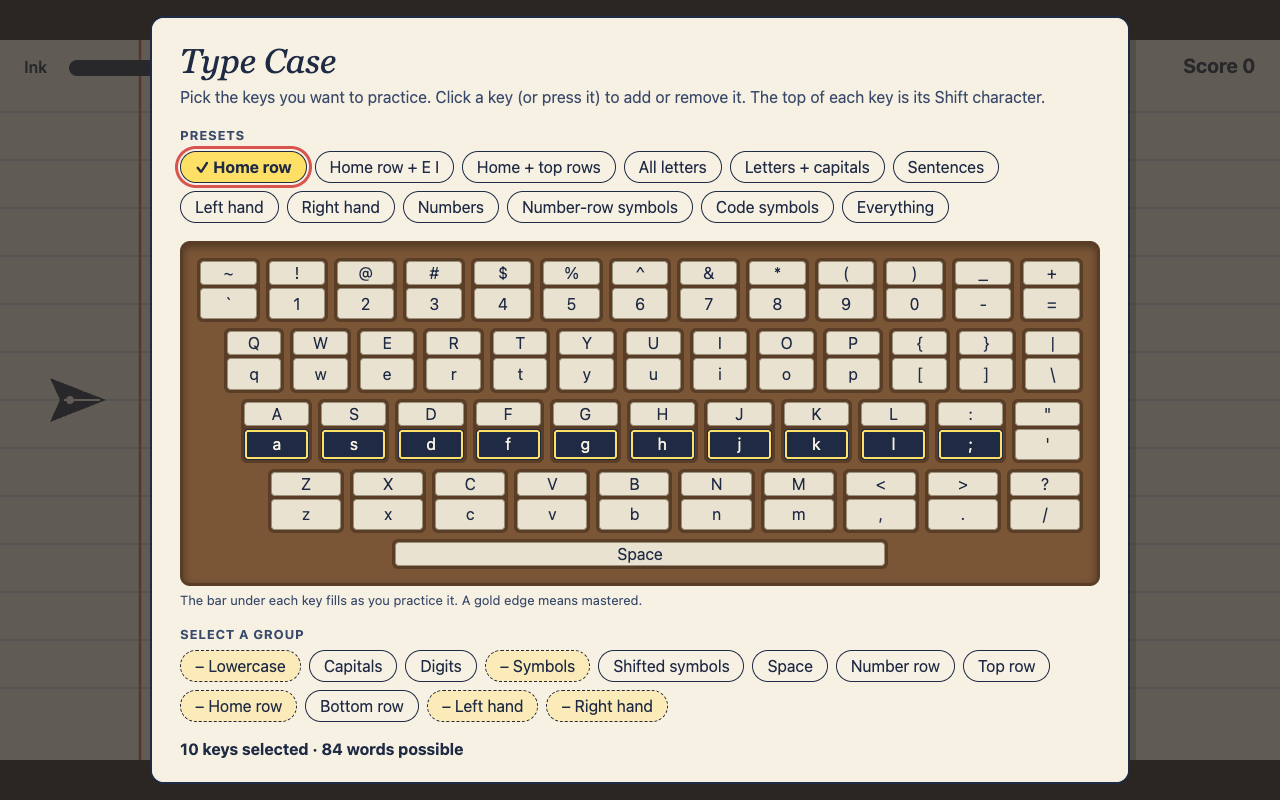 Ink
Score 0
Type Case
Pick the keys you want to practice. Click a key (or press it) to add or remove it. The top of each key is its Shift character.
PRESETS
✓ Home row Home row + E I Home + top rows All letters Letters + capitals Sentences
Left hand Right hand Numbers Number-row symbols Code symbols Everything
~ ! @ # $ % ^ & * ( ) _ +
` 1 2 3 4 5 6 7 8 9 0 - =
Q W E R T Y U I O P { } |
q w e r t y u i o p [ ] \
A S D F G H J K L : "
a s d f g h j k l ; '
Z X C V B N M < > ?
z x c v b n m , . /
Space
The bar under each key fills as you practice it. A gold edge means mastered.
SELECT A GROUP
– Lowercase Capitals Digits – Symbols Shifted symbols Space Number row Top row
– Home row Bottom row – Left hand – Right hand
10 keys selected · 84 words possible